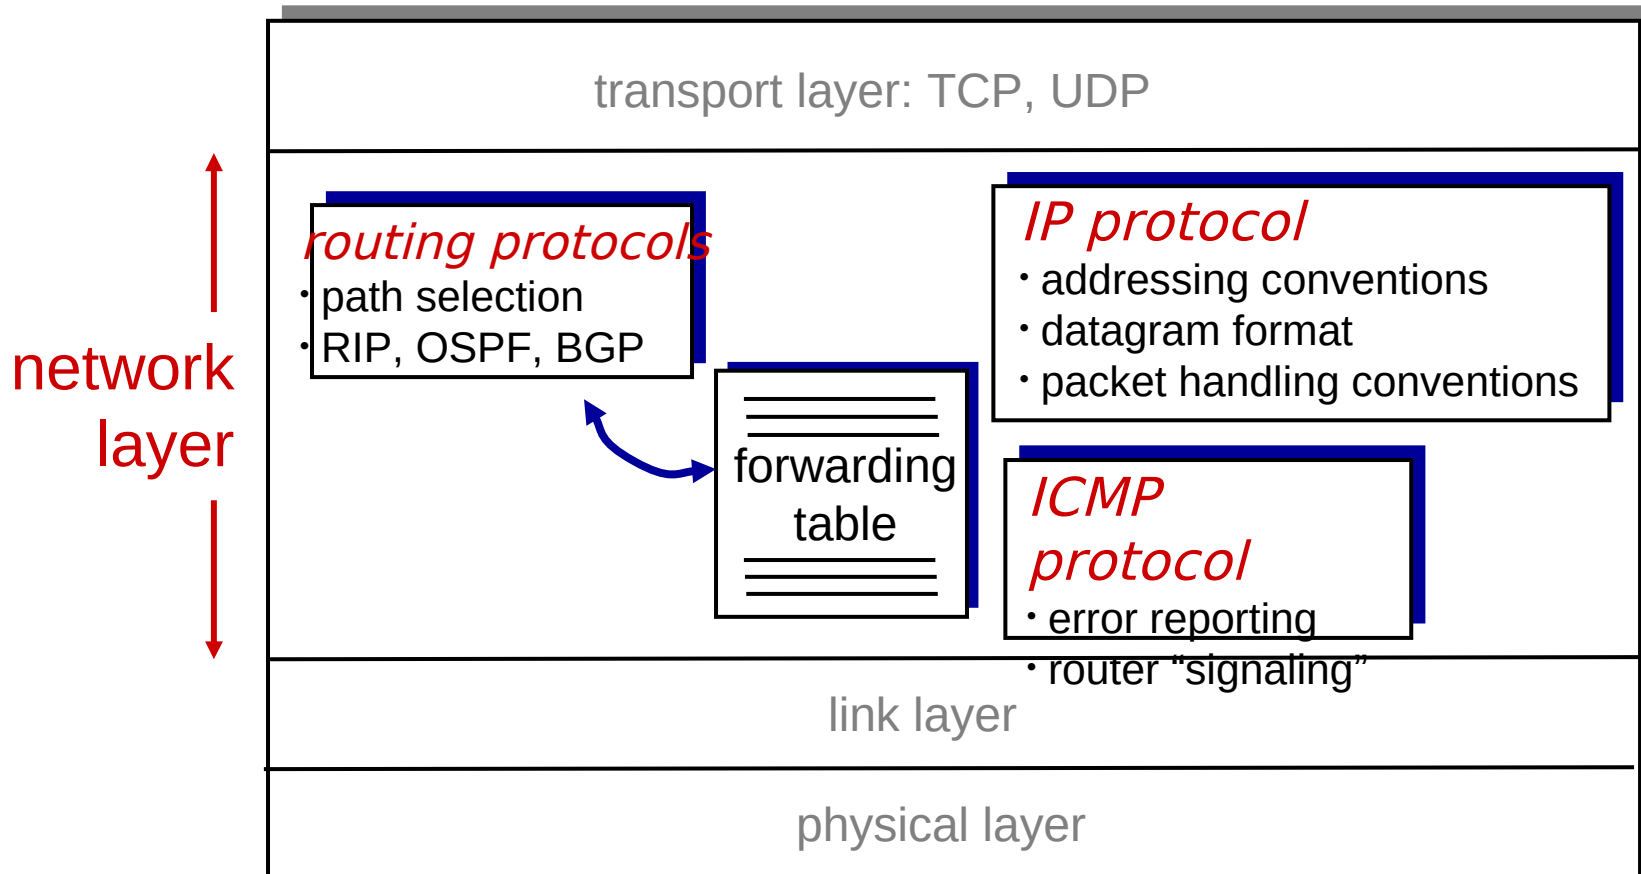 transport layer: TCP, UDP
network
layer
routing protocols
• path selection
• RIP, OSPF, BGP
forwarding
table
IP protocol
• addressing conventions
• datagram format
• packet handling conventions
ICMP
protocol
• error reporting
• router “signaling”
link layer
physical layer